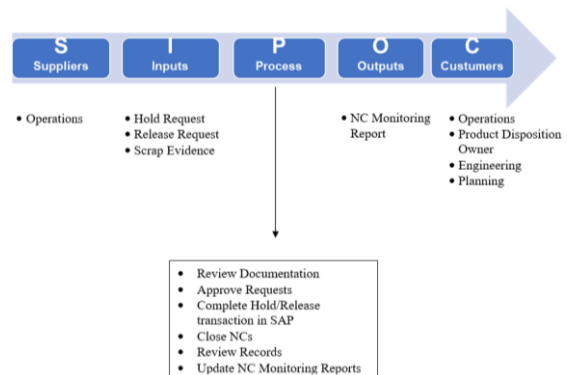 S
Suppliers
I
Inputs
P
Process
O
Outputs
C
Custumers
• Operations
• Hold Request
• Release Request
• Scrap Evidence
• NC Monitoring
Report
• Operations
• Product Disposition
Owner
• Engineering
• Planning
• Review Documentation
• Approve Requests
• Complete Hold/Release
transaction in SAP
• Close NCs
• Review Records
• Update NC Monitoring Reports